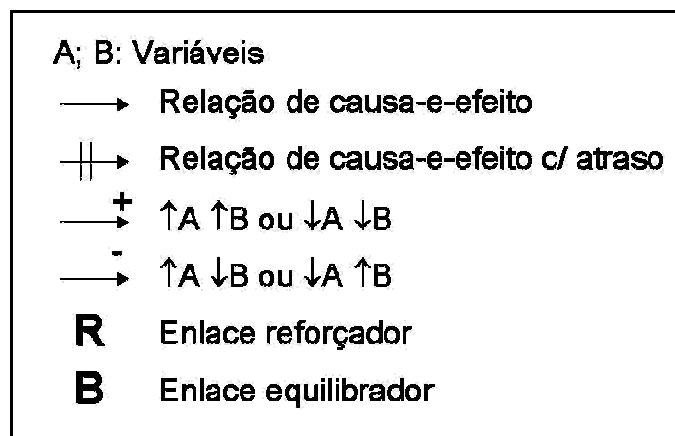 A; B: Variáveis
Relação de causa-e-efeito
Relação de causa-e-efeito c/ atraso
+ ↑A ↑B ou ↓A ↓B
- ↑A ↓B ou ↓A ↑B
R Enlace reforçador
B Enlace equilibrador